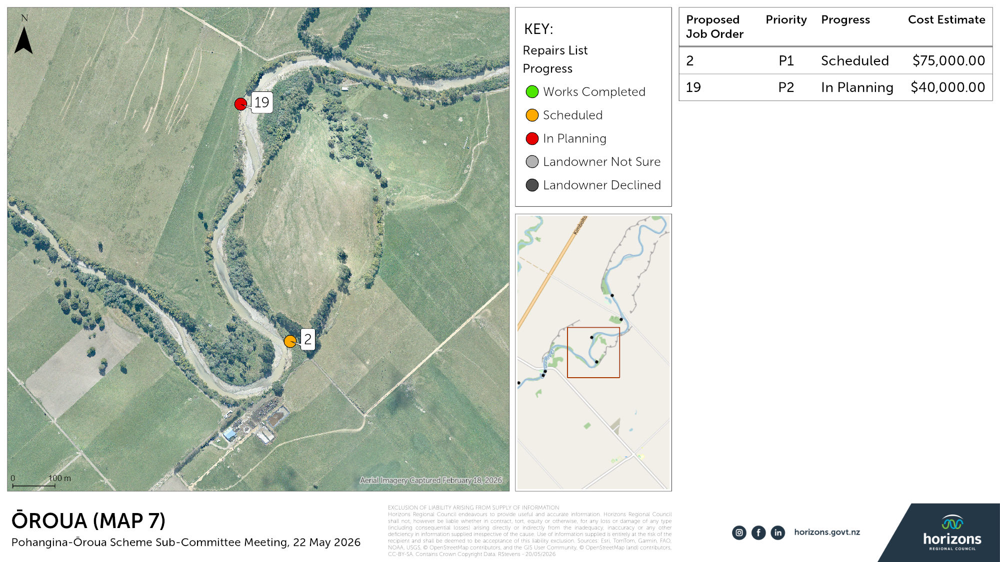 N
19
2
0 100 m
Aerial Imagery Captured February 18, 2026
KEY:
Repairs List
Progress
Works Completed
Scheduled
In Planning
Landowner Not Sure
Landowner Declined
Proposed Job Order Priority Progress Cost Estimate
2 P1 Scheduled $75,000.00
19 P2 In Planning $40,000.00
ŌROUA (MAP 7)
Pohangina-Ōroua Scheme Sub-Committee Meeting, 22 May 2026
EXCLUSION OF LIABILITY ARISING FROM SUPPLY OF INFORMATION
Horizons Regional Council endeavours to provide useful and accurate information. Horizons Regional Council
shall not, however be liable whether in contract, tort, equity or otherwise, for any loss or damage of any type
(including consequential losses) arising directly or indirectly from the inadequacy, inaccuracy or any other
deficiency in information supplied irrespective of the cause. Use of information supplied is entirely at the risk of the
recipient and shall be deemed to be acceptance of this liability exclusion. Sources: Esri, TomTom, Garmin, FAO,
NOAA, USGS, © OpenStreetMap contributors, and the GIS User Community, © OpenStreetMap (and) contributors,
CC-BY-SA. Contains Crown Copyright Data. RStevens - 20/05/2026
horizons.govt.nz
horizons
REGIONAL COUNCIL